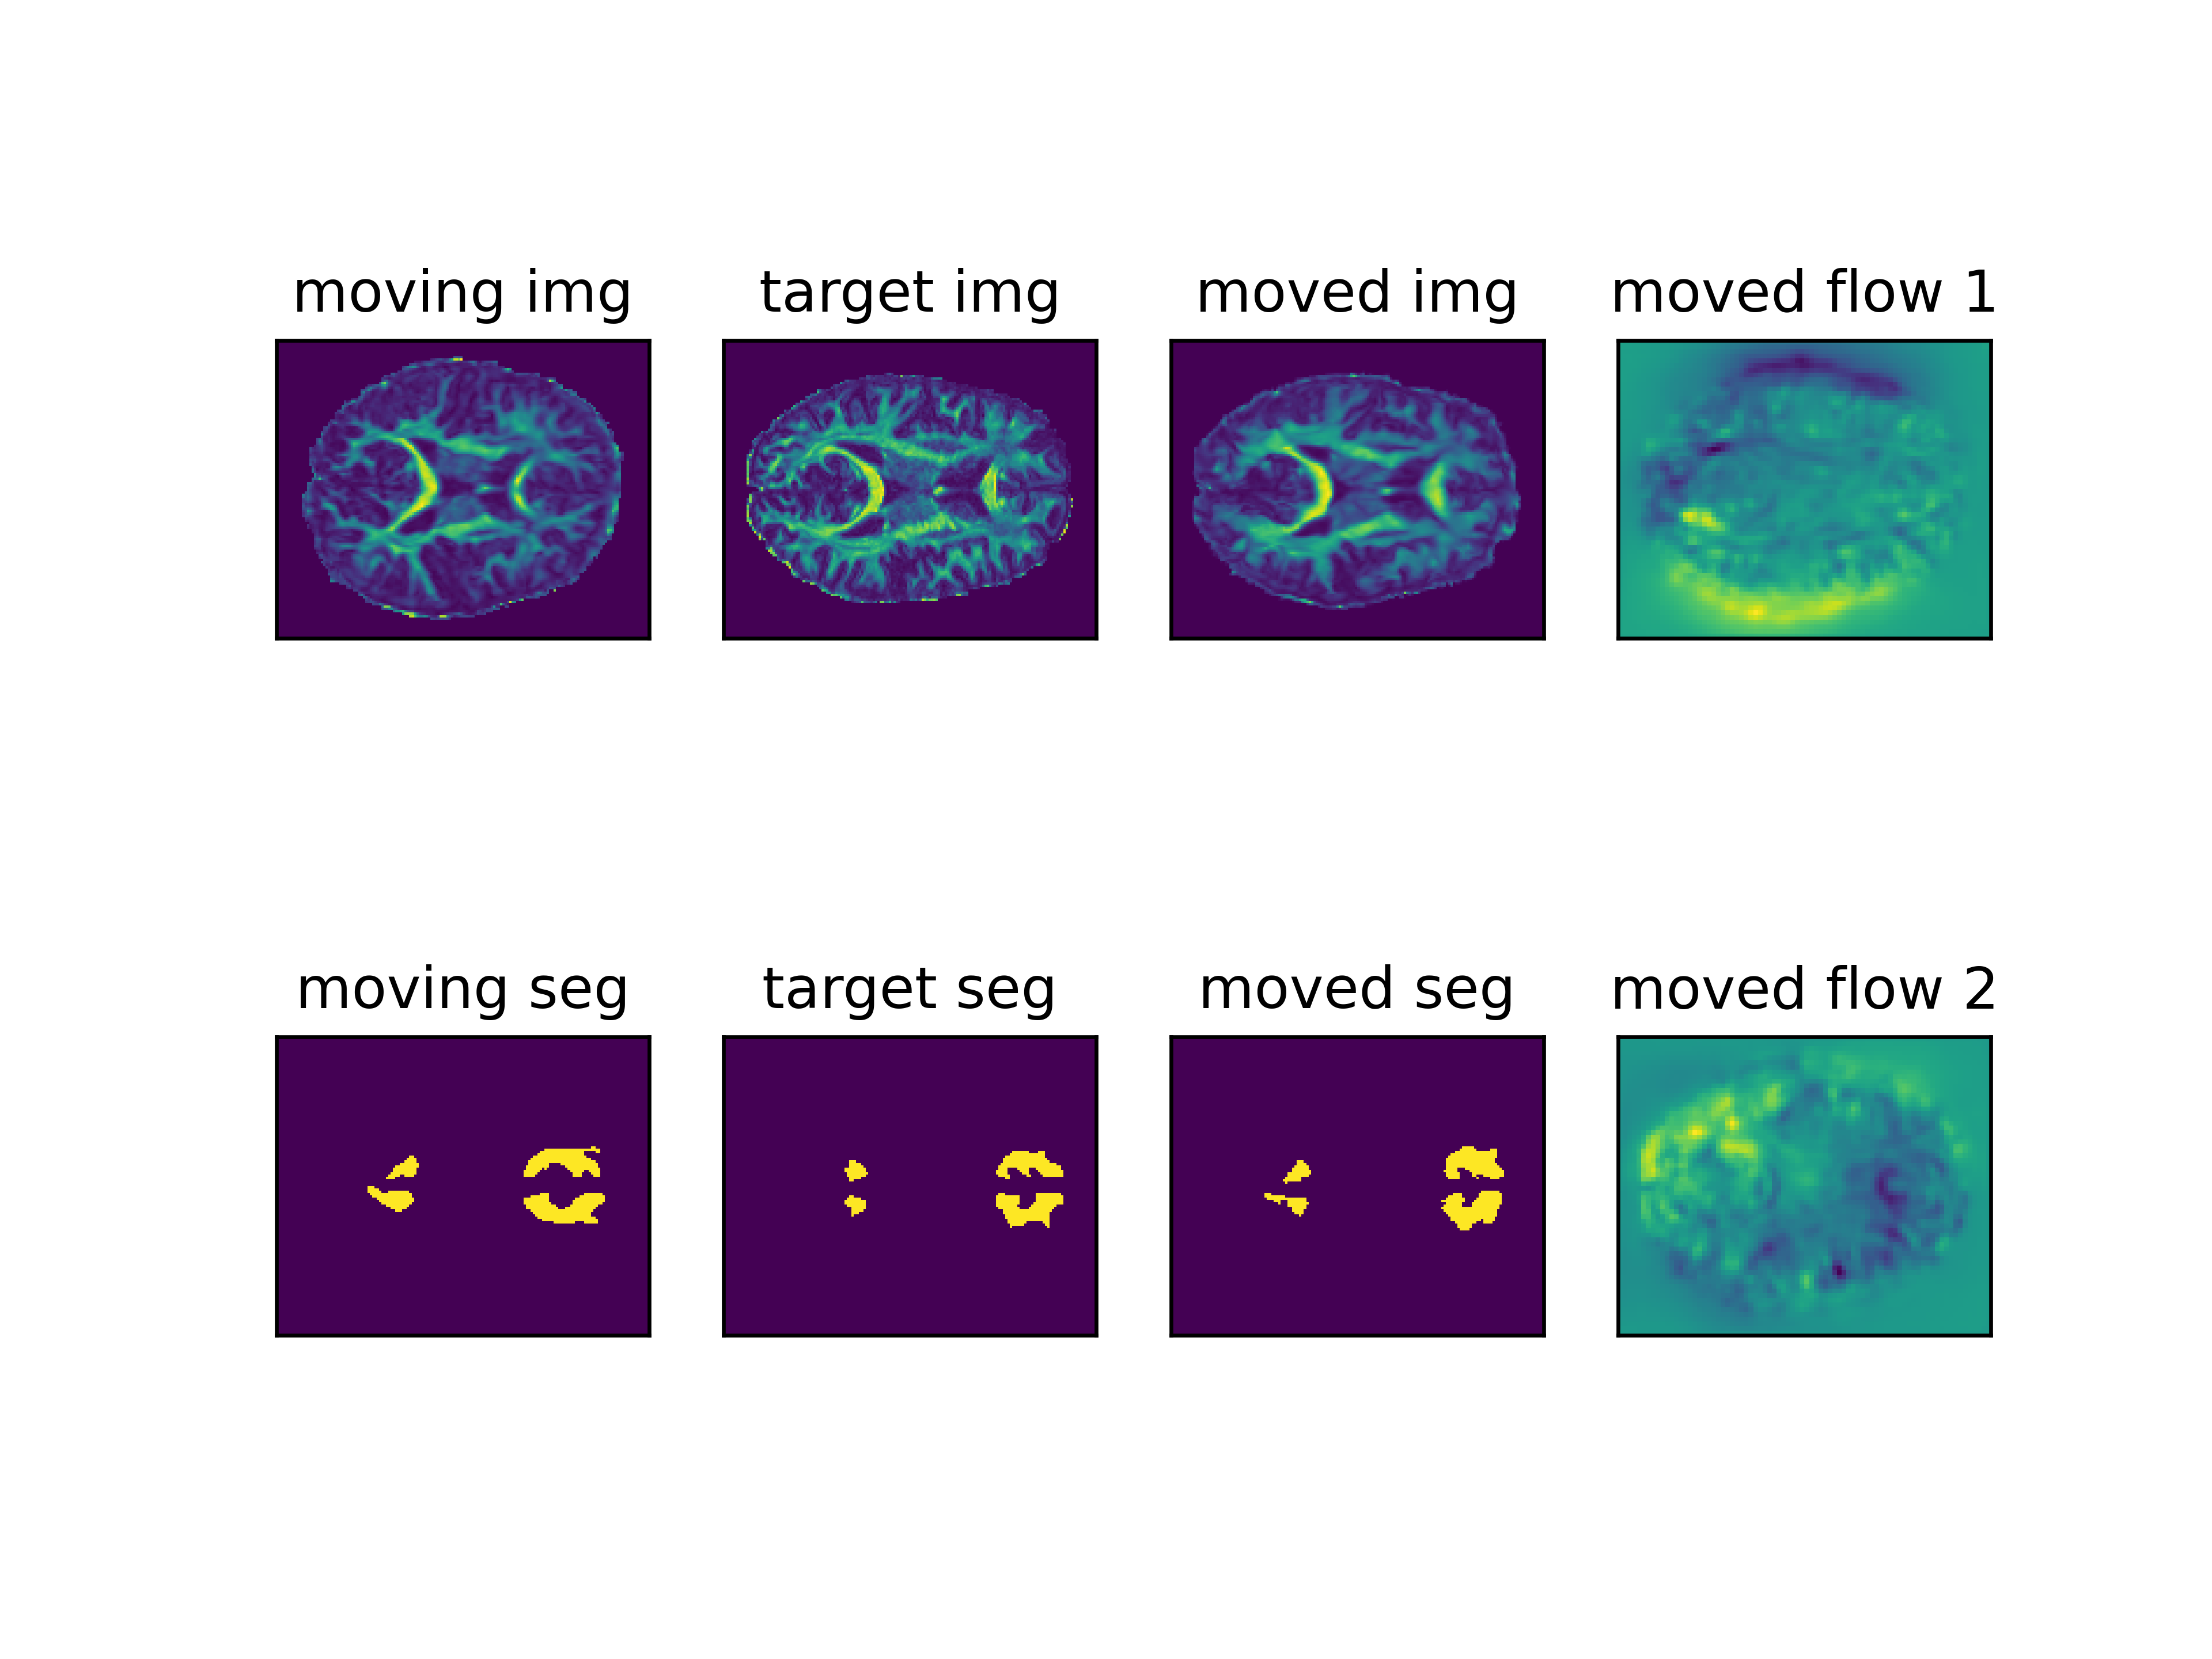 moving img
target img
moved img
moved flow 1
moving seg
target seg
moved seg
moved flow 2